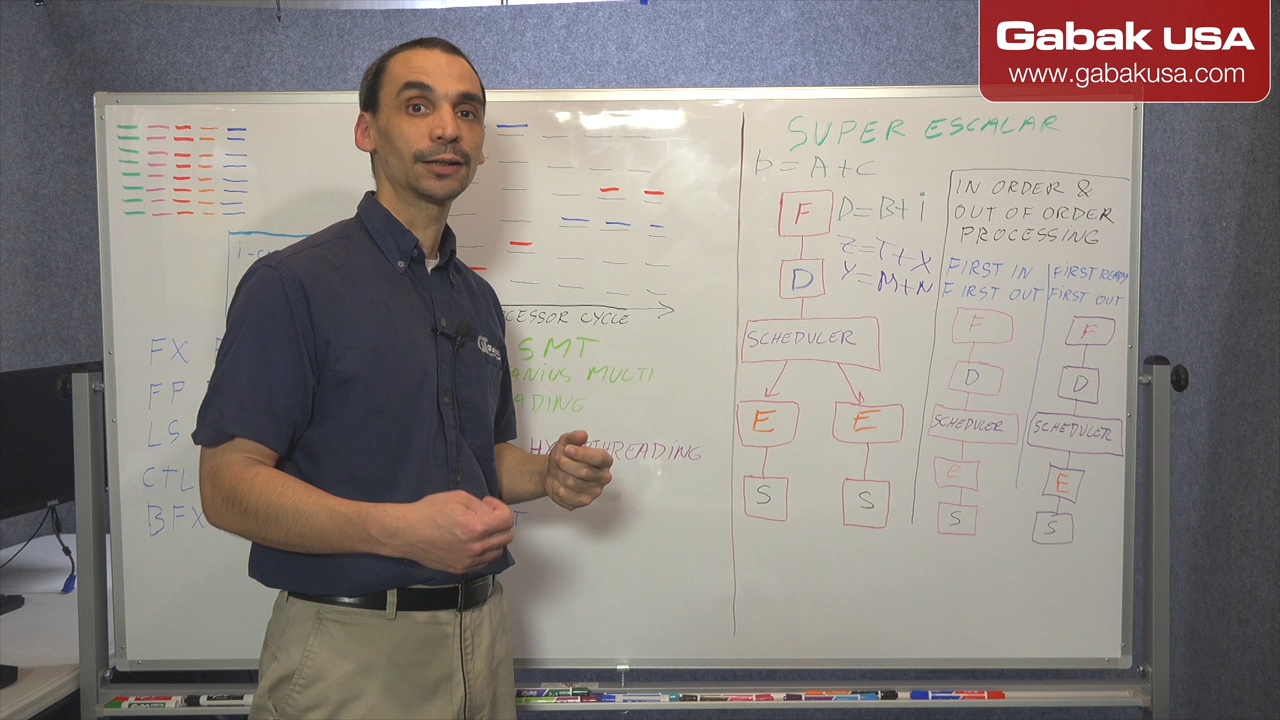 Gabak USA
www.gabakusa.com
CYCLE
FX
FP
LS
CTL
BFX
SMT
MULTI
SUPER ESCALAR
b=A+C
D=B+i
Z=T+X
Y=M+N
F
D
SCHEDULER
E E
S S
IN ORDER &
OUT OF ORDER
PROCESSING
FIRST IN
FIRST OUT
F
D
SCHEDULER
E
S
FIRST READY
FIRST OUT
F
D
SCHEDULER
E
S